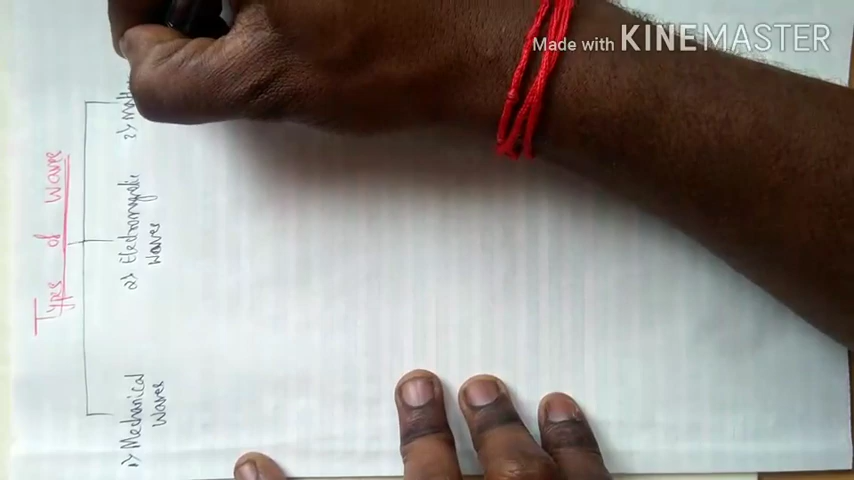 Made with KINEMASTER
Types of wave
1) Mechanical
Waves
2) Electromagnetic
Waves